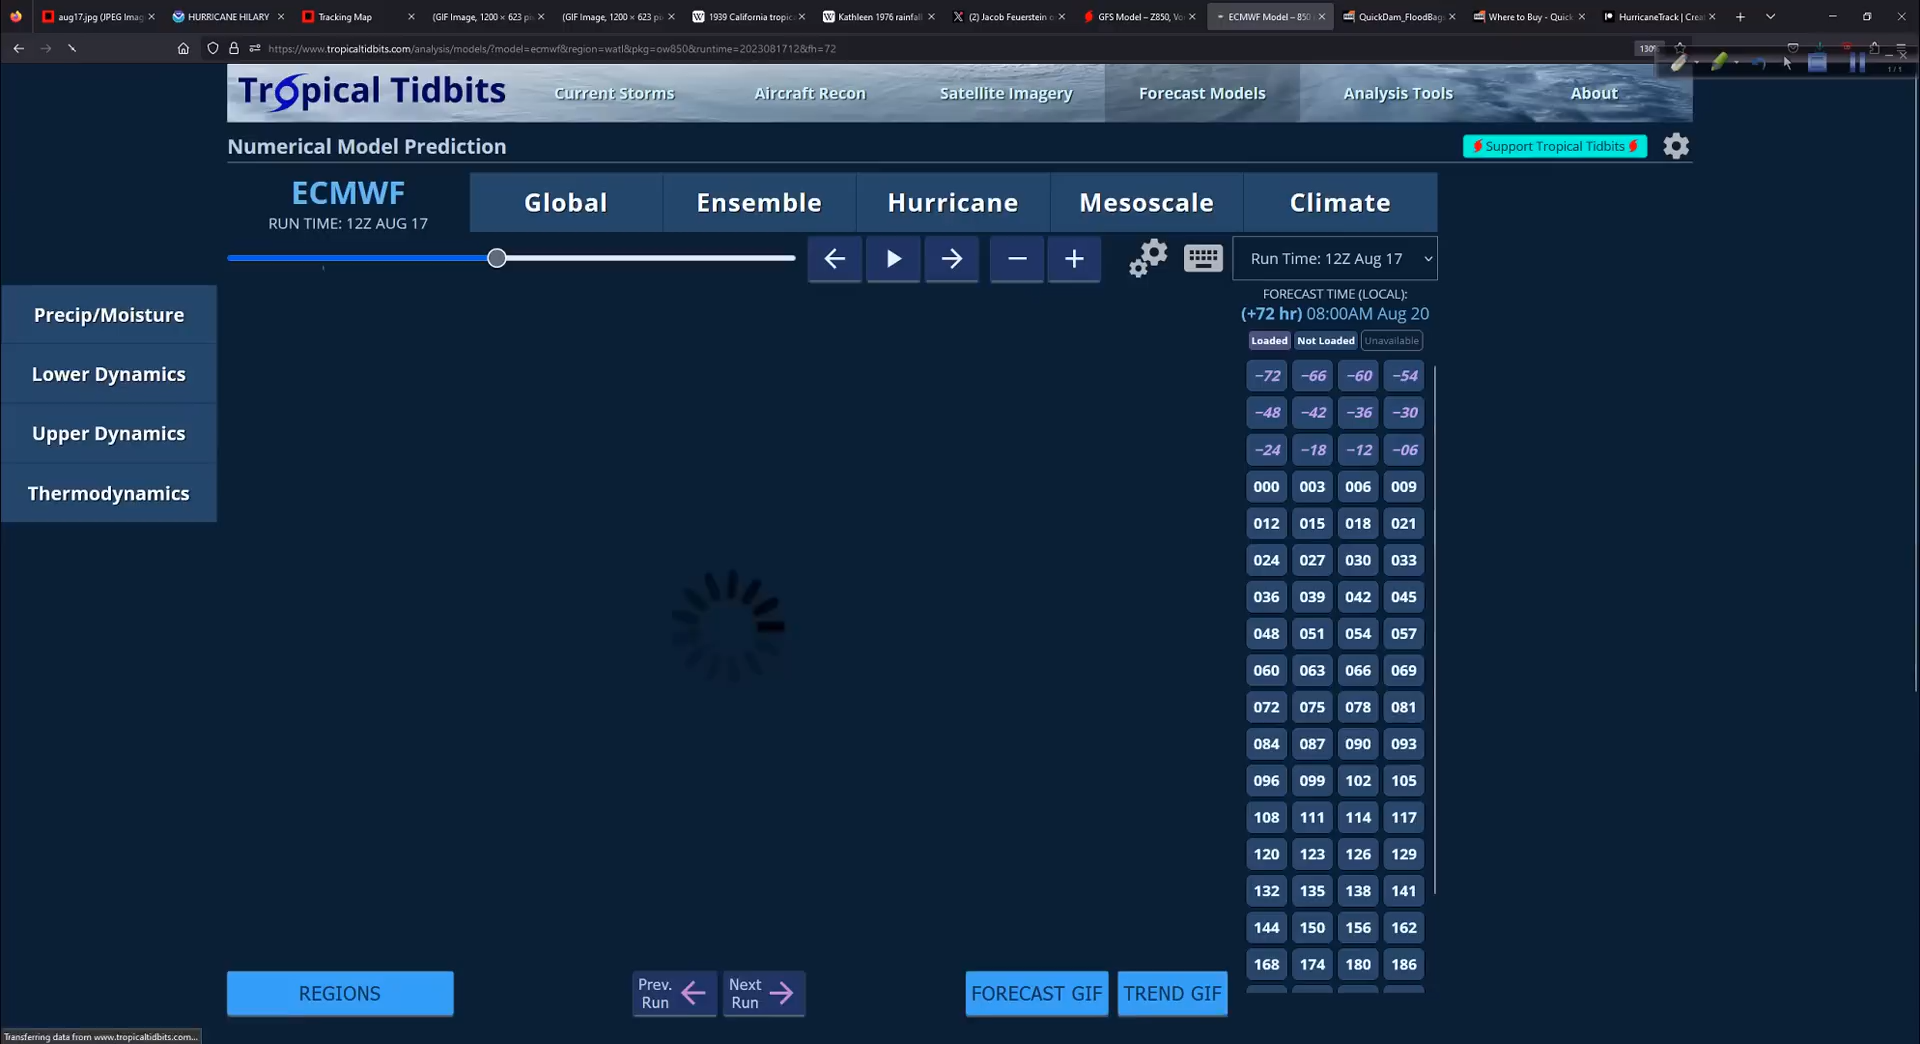 aug17.jpg (JPEG Imag
HURRICANE HILARY
Tracking Map
(GIF Image, 1200 × 623 pi
(GIF Image, 1200 × 623 pi
1939 California tropica
Kathleen 1976 rainfall
(2) Jacob Feuerstein o
GFS Model – Z850, Vo
ECMWF Model – 850
QuickDam_FloodBags
Where to Buy - Quick
HurricaneTrack | Crea
https://www.tropicaltidbits.com/analysis/models/?model=ecmwf&region=watl&pkg=ow850&runtime=2023081712&fh=72
130%
1 / 1
Tropical Tidbits
Current Storms
Aircraft Recon
Satellite Imagery
Forecast Models
Analysis Tools
About
Numerical Model Prediction
Support Tropical Tidbits
ECMWF
RUN TIME: 12Z AUG 17
Global
Ensemble
Hurricane
Mesoscale
Climate
Run Time: 12Z Aug 17
FORECAST TIME (LOCAL):
(+72 hr) 08:00AM Aug 20
Loaded Not Loaded Unavailable
Precip/Moisture
Lower Dynamics
Upper Dynamics
Thermodynamics
−72 −66 −60 −54
−48 −42 −36 −30
−24 −18 −12 −06
000 003 006 009
012 015 018 021
024 027 030 033
036 039 042 045
048 051 054 057
060 063 066 069
072 075 078 081
084 087 090 093
096 099 102 105
108 111 114 117
120 123 126 129
132 135 138 141
144 150 156 162
168 174 180 186
REGIONS
Prev. Run
Next Run
FORECAST GIF
TREND GIF
Transferring data from www.tropicaltidbits.com...